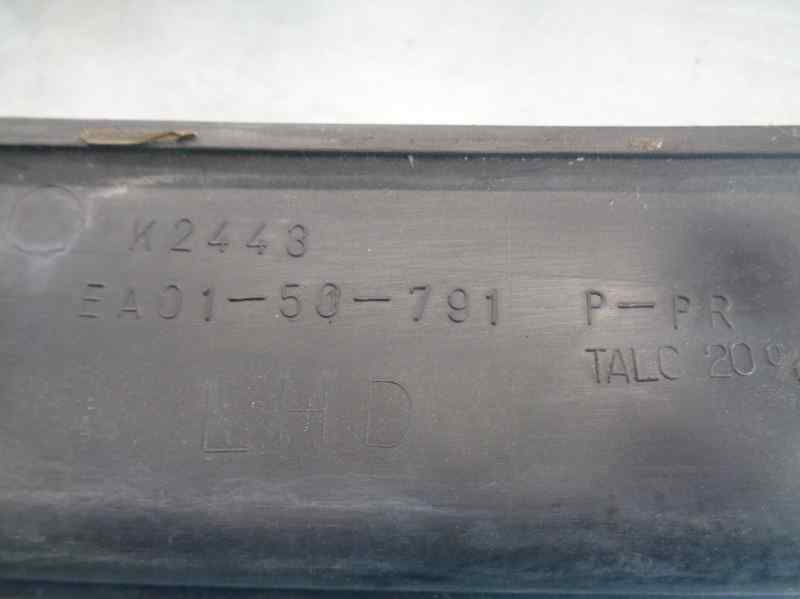 K2443
EA01-50-791 P-PR
TALC 20%
LHD